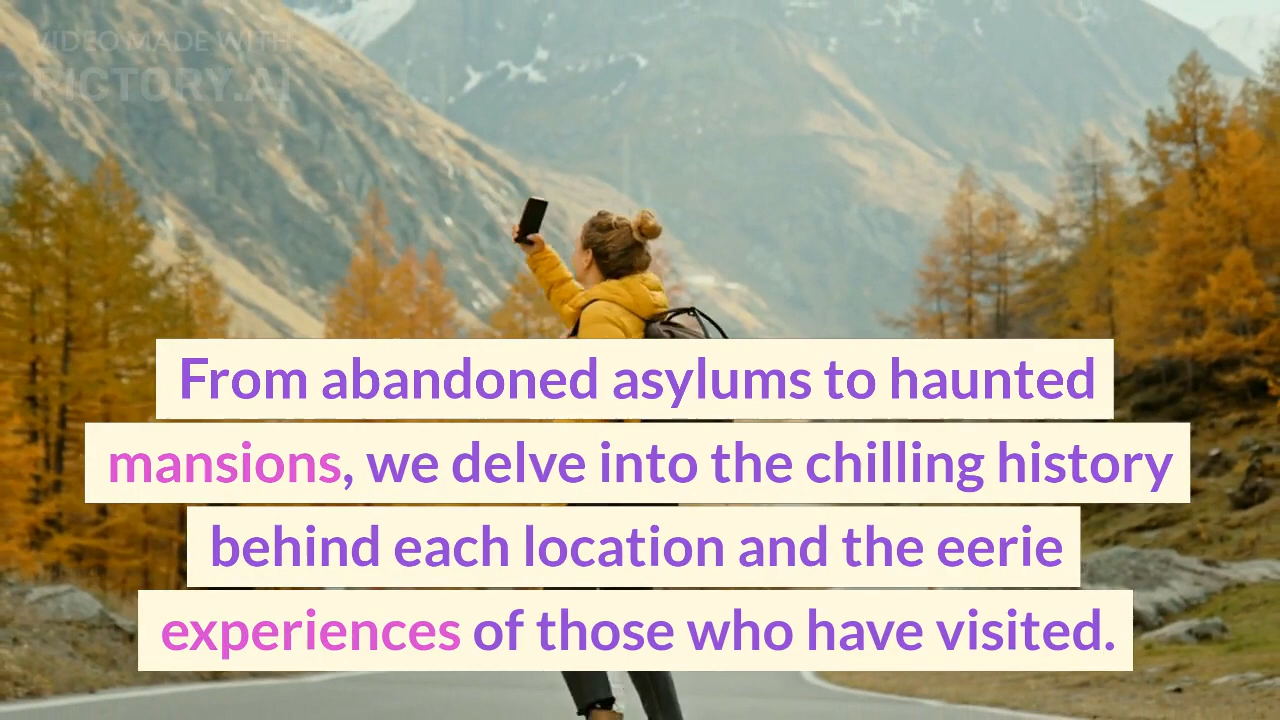 VIDEO MADE WITH
PICTORY.AI
From abandoned asylums to haunted
mansions, we delve into the chilling history
behind each location and the eerie
experiences of those who have visited.